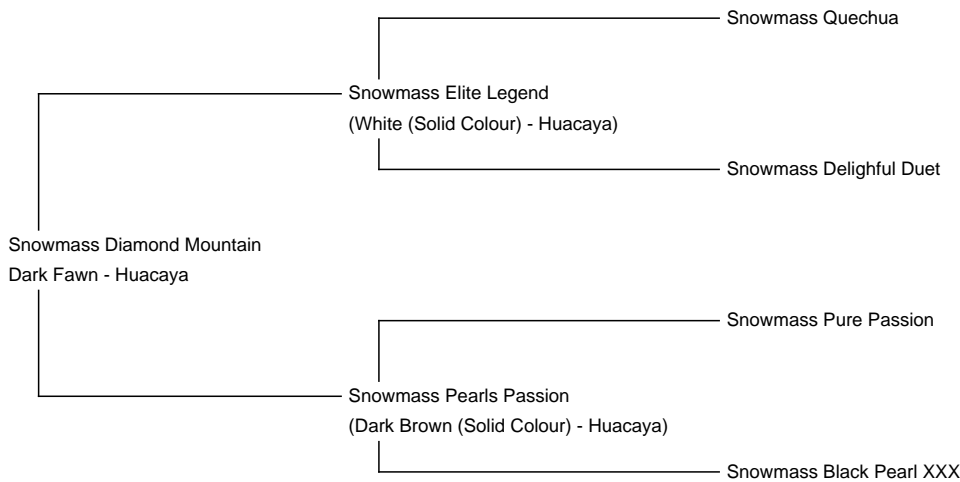 Snowmass Quechua
Snowmass Elite Legend
(White (Solid Colour) - Huacaya)
Snowmass Delighful Duet
Snowmass Diamond Mountain
Dark Fawn - Huacaya
Snowmass Pure Passion
Snowmass Pearls Passion
(Dark Brown (Solid Colour) - Huacaya)
Snowmass Black Pearl XXX